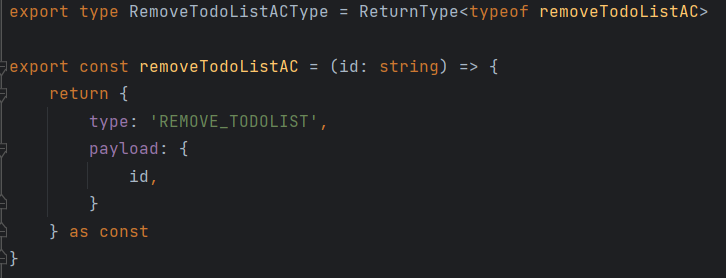 export type RemoveTodoListACType = ReturnType<typeof removeTodoListAC>
export const removeTodoListAC = (id: string) => {
    return {
        type: 'REMOVE_TODOLIST',
        payload: {
            id,
        }
    } as const
}